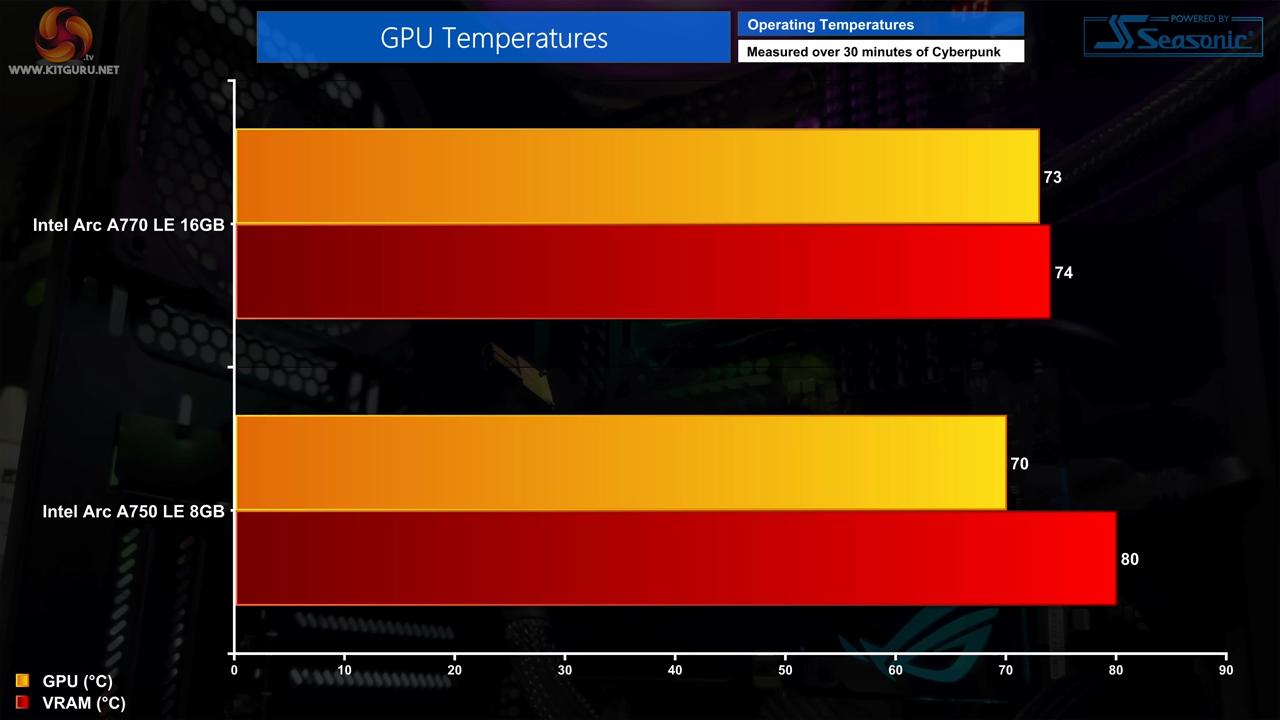 GPU Temperatures
Operating Temperatures
Measured over 30 minutes of Cyberpunk
POWERED BY
Seasonic
.tv
WWW.KITGURU.NET
Intel Arc A770 LE 16GB
73
74
Intel Arc A750 LE 8GB
70
80
0 10 20 30 40 50 60 70 80 90
GPU (°C)
VRAM (°C)